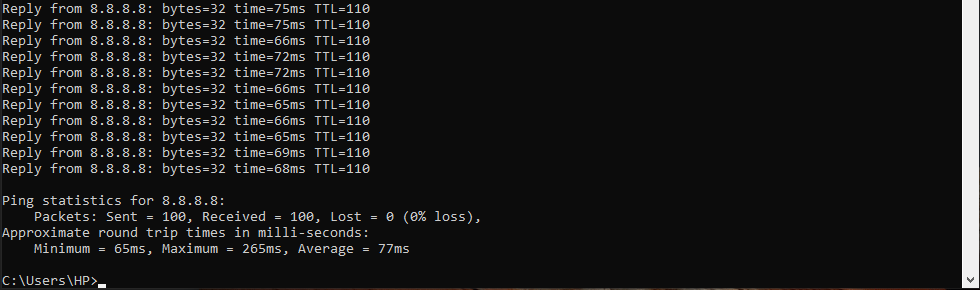 Reply from 8.8.8.8: bytes=32 time=75ms TTL=110
Reply from 8.8.8.8: bytes=32 time=75ms TTL=110
Reply from 8.8.8.8: bytes=32 time=66ms TTL=110
Reply from 8.8.8.8: bytes=32 time=72ms TTL=110
Reply from 8.8.8.8: bytes=32 time=72ms TTL=110
Reply from 8.8.8.8: bytes=32 time=66ms TTL=110
Reply from 8.8.8.8: bytes=32 time=65ms TTL=110
Reply from 8.8.8.8: bytes=32 time=66ms TTL=110
Reply from 8.8.8.8: bytes=32 time=65ms TTL=110
Reply from 8.8.8.8: bytes=32 time=69ms TTL=110
Reply from 8.8.8.8: bytes=32 time=68ms TTL=110

Ping statistics for 8.8.8.8:
    Packets: Sent = 100, Received = 100, Lost = 0 (0% loss),
Approximate round trip times in milli-seconds:
    Minimum = 65ms, Maximum = 265ms, Average = 77ms

C:\Users\HP>